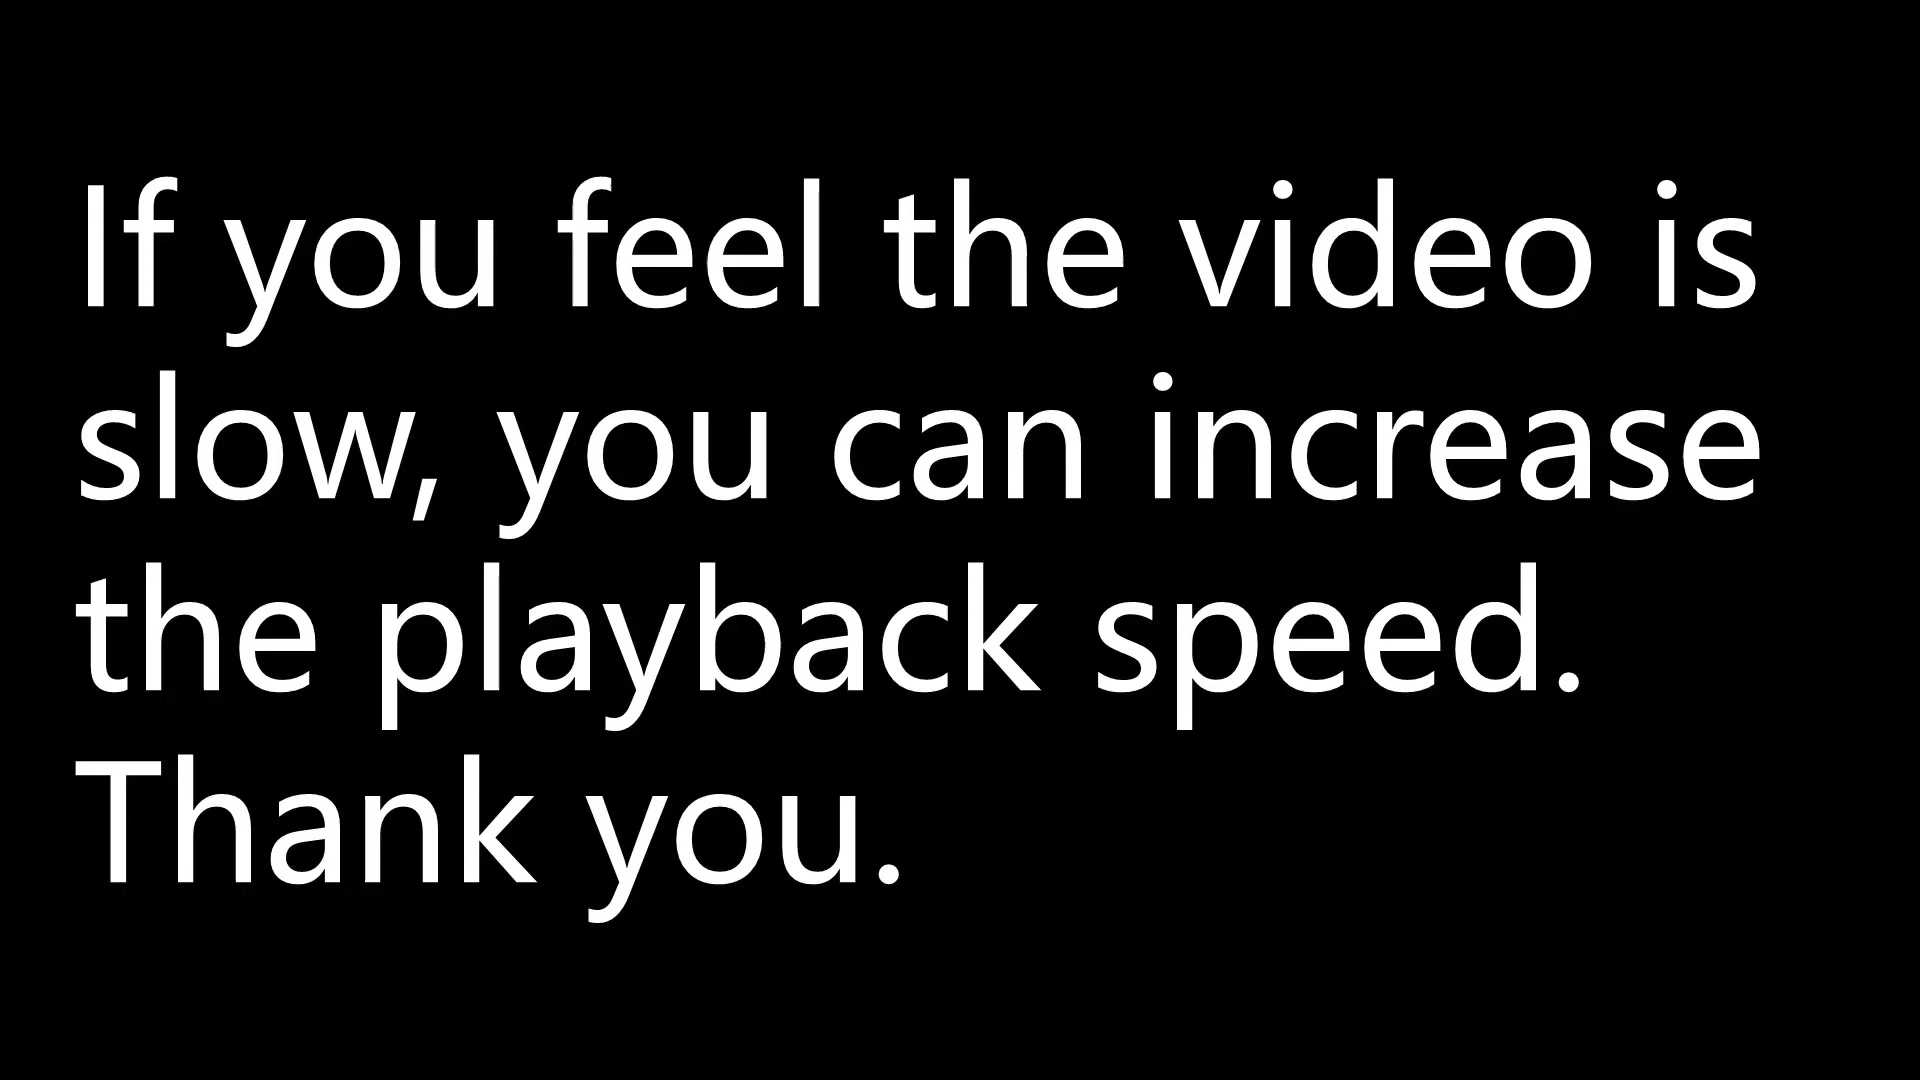 If you feel the video is
slow, you can increase
the playback speed.
Thank you.